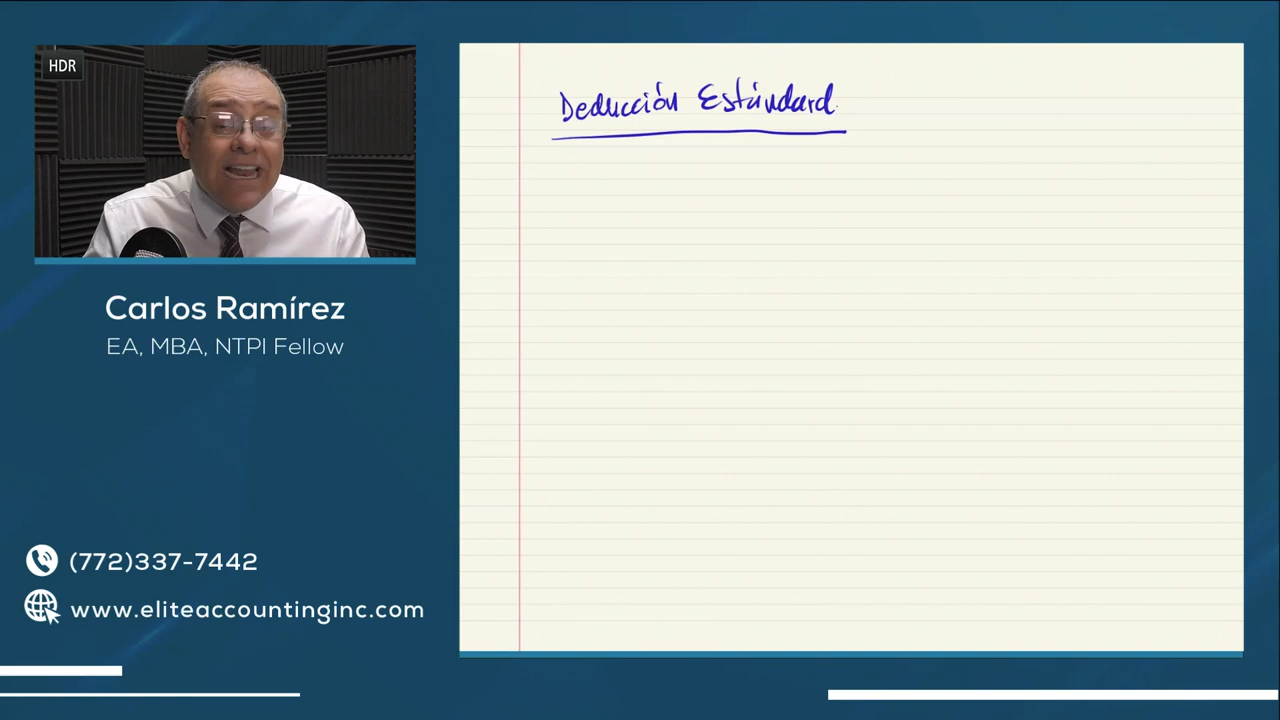 HDR
Deducción Estándard.
Carlos Ramírez
EA, MBA, NTPI Fellow
(772)337-7442
www.eliteaccountinginc.com